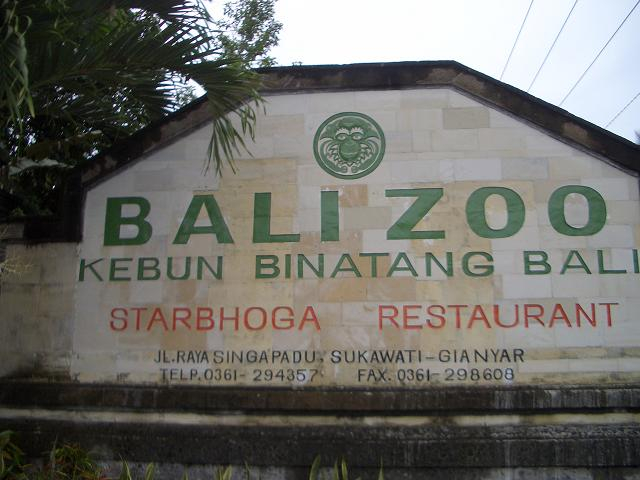 BALI ZOO
KEBUN BINATANG BALI
STARBHOGA RESTAURANT
JL.RAYA SINGAPADU. SUKAWATI-GIANYAR
TELP.0361-294357 FAX.0361-298608